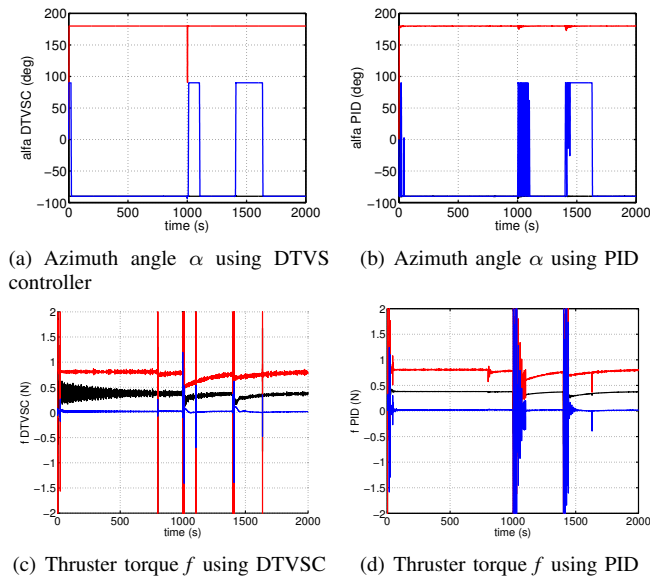 200
150
100
50
0
−50
−100
0 500 1000 1500 2000
time (s)
alfa DTVSC (deg)
200
150
100
50
0
−50
−100
0 500 1000 1500 2000
time (s)
alfa PID (deg)
(a) Azimuth angle α using DTVS
controller
(b) Azimuth angle α using PID
2
1.5
1
0.5
0
−0.5
−1
−1.5
−2
0 500 1000 1500 2000
time (s)
f DTVSC (N)
2
1.5
1
0.5
0
−0.5
−1
−1.5
−2
0 500 1000 1500 2000
time (s)
f PID (N)
(c) Thruster torque f using DTVSC
(d) Thruster torque f using PID